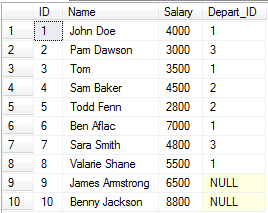 ID Name Salary Depart_ID
1 1 John Doe 4000 1
2 2 Pam Dawson 3000 3
3 3 Tom 3500 1
4 4 Sam Baker 4500 2
5 5 Todd Fenn 2800 2
6 6 Ben Aflac 7000 1
7 7 Sara Smith 4800 3
8 8 Valarie Shane 5500 1
9 9 James Armstrong 6500 NULL
10 10 Benny Jackson 8800 NULL